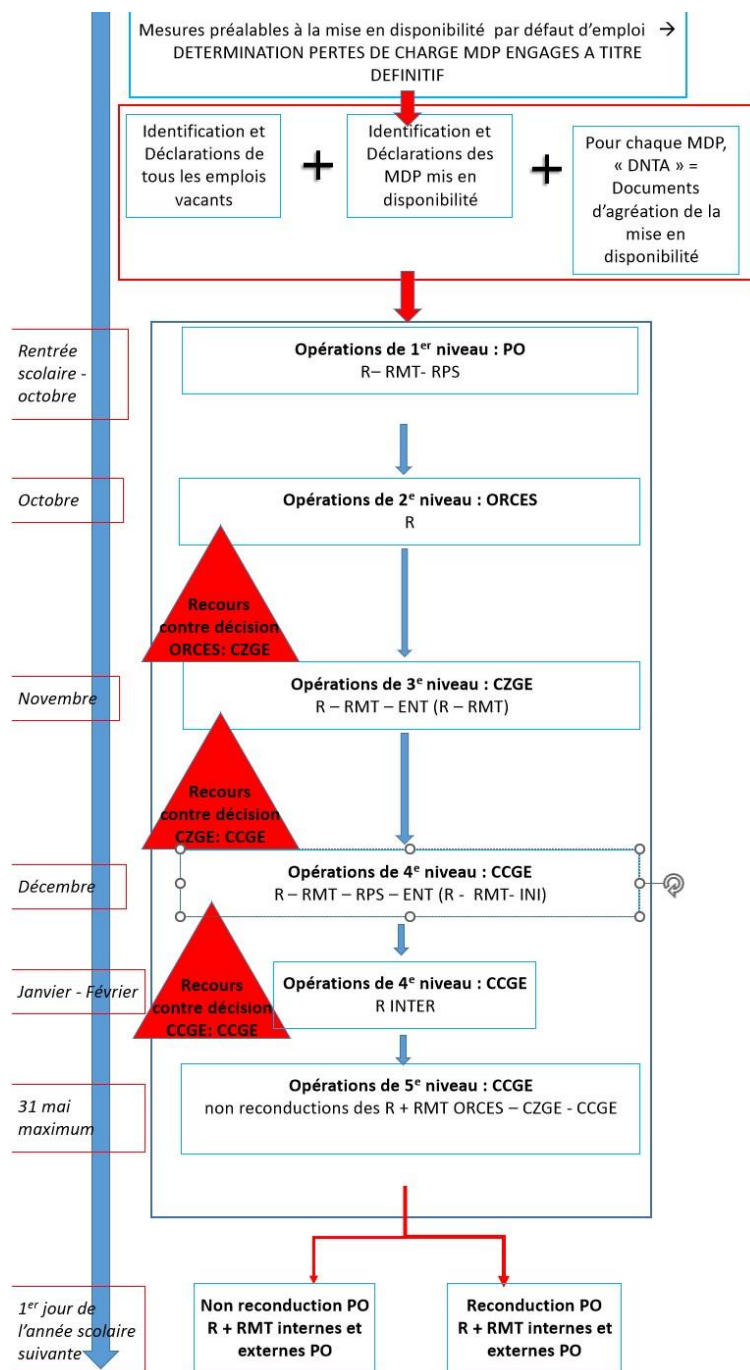 Mesures préalables à la mise en disponibilité par défaut d’emploi →
DETERMINATION PERTES DE CHARGE MDP ENGAGES A TITRE
DEFINITIF
Identification et
Déclarations de
tous les emplois
vacants
+
Identification et
Déclarations des
MDP mis en
disponibilité
+
Pour chaque MDP,
« DNTA » =
Documents
d’agréation de la
mise en
disponibilité
Rentrée
scolaire -
octobre
Opérations de 1er niveau : PO
R– RMT- RPS
Octobre
Opérations de 2e niveau : ORCES
R
Recours
contre décision
ORCES: CZGE
Novembre
Opérations de 3e niveau : CZGE
R – RMT – ENT (R – RMT)
Recours
contre décision
CZGE: CCGE
Décembre
Opérations de 4e niveau : CCGE
R – RMT – RPS – ENT (R - RMT- INI)
Janvier - Février
Recours
contre décision
CCGE: CCGE
Opérations de 4e niveau : CCGE
R INTER
31 mai
maximum
Opérations de 5e niveau : CCGE
non reconductions des R + RMT ORCES – CZGE - CCGE
1er jour de
l’année scolaire
suivante
Non reconduction PO
R + RMT internes et
externes PO
Reconduction PO
R + RMT internes et
externes PO